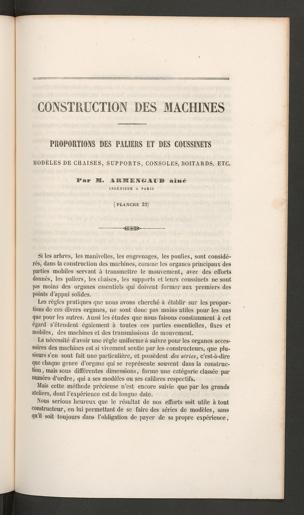 CONSTRUCTION DES MACHINES
PROPORTIONS DES PALIERS ET DES COUSSINETS
MODÈLES DE CHAISES, SUPPORTS, CONSOLES, BOITARDS, ETC.
Par M. ARMENGAUD aîné
INGÉNIEUR A PARIS
(PLANCHE 22)
Si les arbres, les manivelles, les engrenages, les poulies, sont considé-
rés, dans la construction des machines, comme les organes principaux des
parties mobiles servant à transmettre le mouvement, avec des efforts
donnés, les paliers, les chaises, les supports et leurs coussinets ne sont
pas moins des organes essentiels qui doivent former aux premiers des
points d'appui solides.
Les règles pratiques que nous avons cherché à établir sur les propor-
tions de ces divers organes, ne sont donc pas moins utiles pour les uns
que pour les autres. Aussi les études que nous faisons constamment à cet
égard s'étendent également à toutes ces parties essentielles, fixes et
mobiles, des machines et des transmissions de mouvement.
La nécessité d'avoir une règle uniforme à suivre pour les organes acces-
soires des machines est si vivement sentie par les constructeurs, que plu-
sieurs s'en sont fait une particulière, et possèdent des séries, c'est-à-dire
que chaque genre d'organe qui se représente souvent dans la construc-
tion, mais sous différentes dimensions, forme une catégorie classée par
numéro d'ordre, qui a ses modèles ou ses calibres respectifs.
Mais cette méthode précieuse n'est encore suivie que par les grands
ateliers, dont l'expérience est de longue date.
Nous serions heureux que le résultat de nos efforts soit utile à tout
constructeur, en lui permettant de se faire des séries de modèles, sans
qu'il soit toujours dans l'obligation de payer de sa propre expérience,